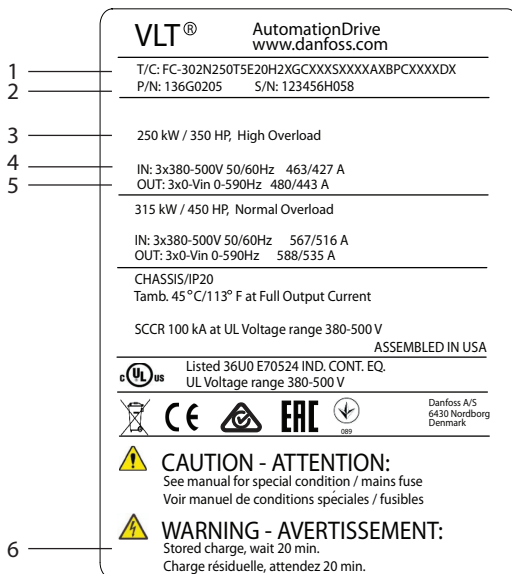 VLT® AutomationDrive
www.danfoss.com
1 T/C: FC-302N250T5E20H2XGCXXXSXXXXAXBPCXXXXDX
2 P/N: 136G0205 S/N: 123456H058
3 250 kW / 350 HP, High Overload
4 IN: 3x380-500V 50/60Hz 463/427 A
5 OUT: 3x0-Vin 0-590Hz 480/443 A
315 kW / 450 HP, Normal Overload
IN: 3x380-500V 50/60Hz 567/516 A
OUT: 3x0-Vin 0-590Hz 588/535 A
CHASSIS/IP20
Tamb. 45°C/113° F at Full Output Current
SCCR 100 kA at UL Voltage range 380-500 V
ASSEMBLED IN USA
c UL us Listed 36U0 E70524 IND. CONT. EQ.
UL Voltage range 380-500 V
CE EAC 089
Danfoss A/S
6430 Nordborg
Denmark
CAUTION - ATTENTION:
See manual for special condition / mains fuse
Voir manuel de conditions spéciales / fusibles
WARNING - AVERTISSEMENT:
6 Stored charge, wait 20 min.
Charge résiduelle, attendez 20 min.